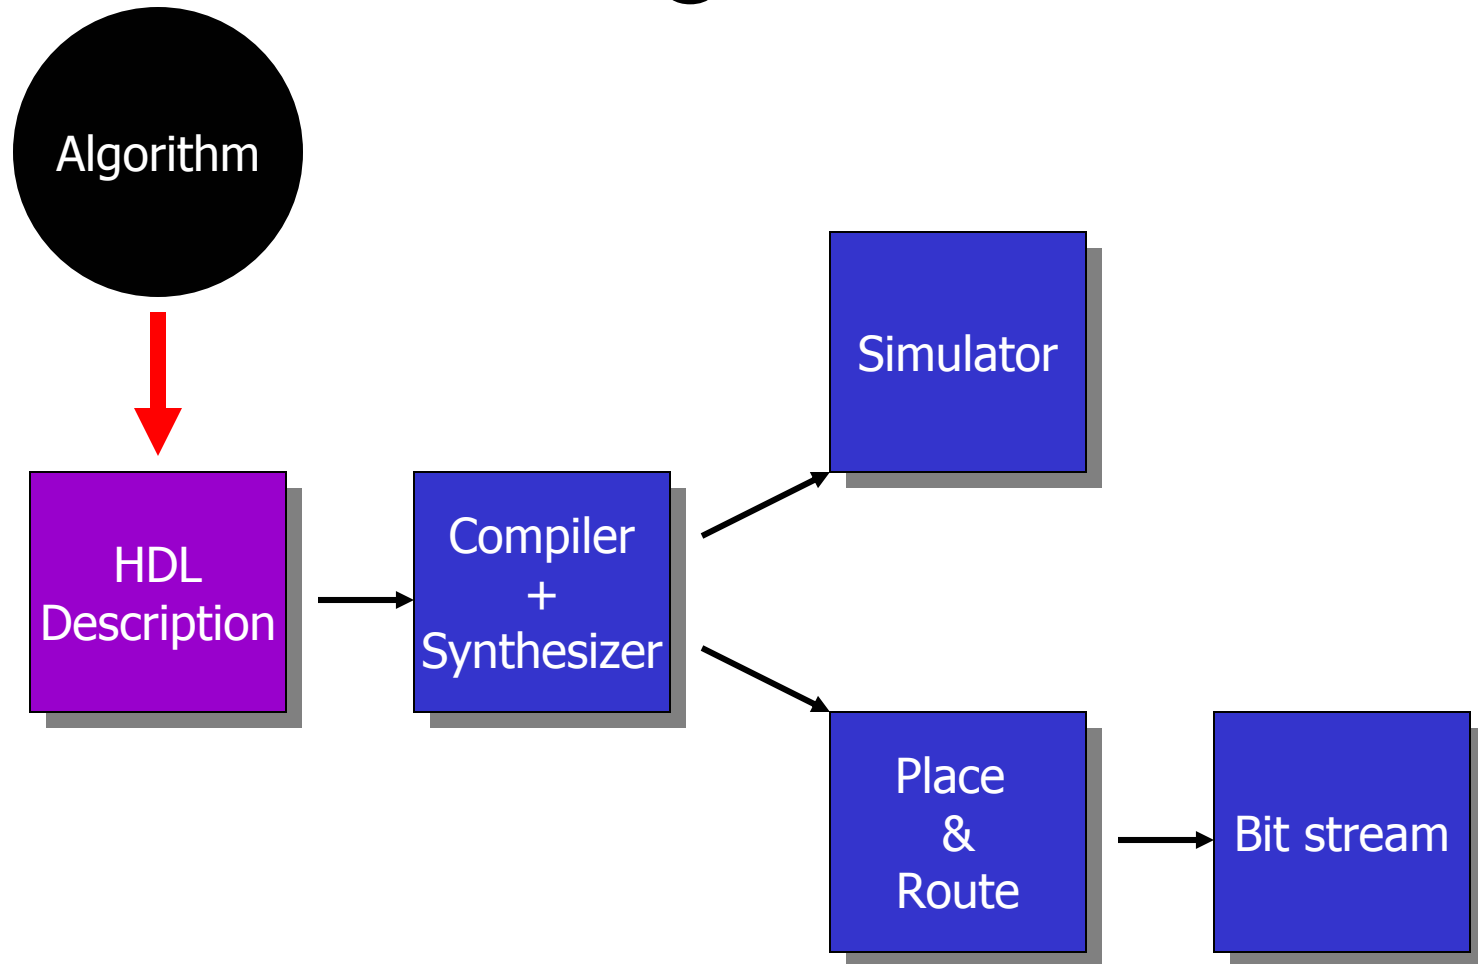 Algorithm
Simulator
HDL
Description
Compiler
+
Synthesizer
Place
&
Route
Bit stream